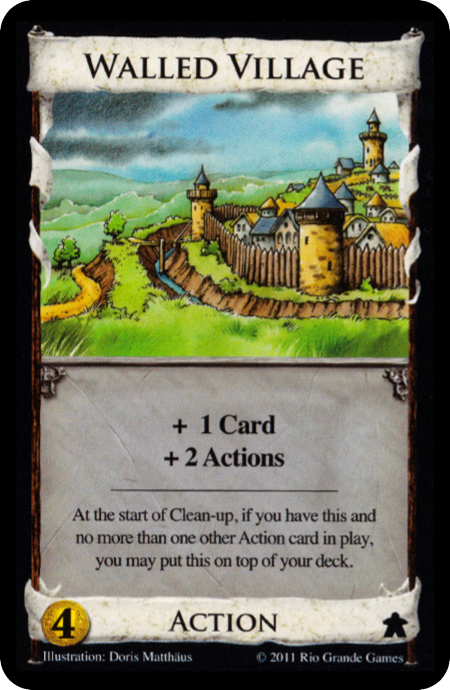 WALLED VILLAGE
+ 1 Card
+ 2 Actions
At the start of Clean-up, if you have this and
no more than one other Action card in play,
you may put this on top of your deck.
4
ACTION
Illustration: Doris Matthäus
© 2011 Rio Grande Games